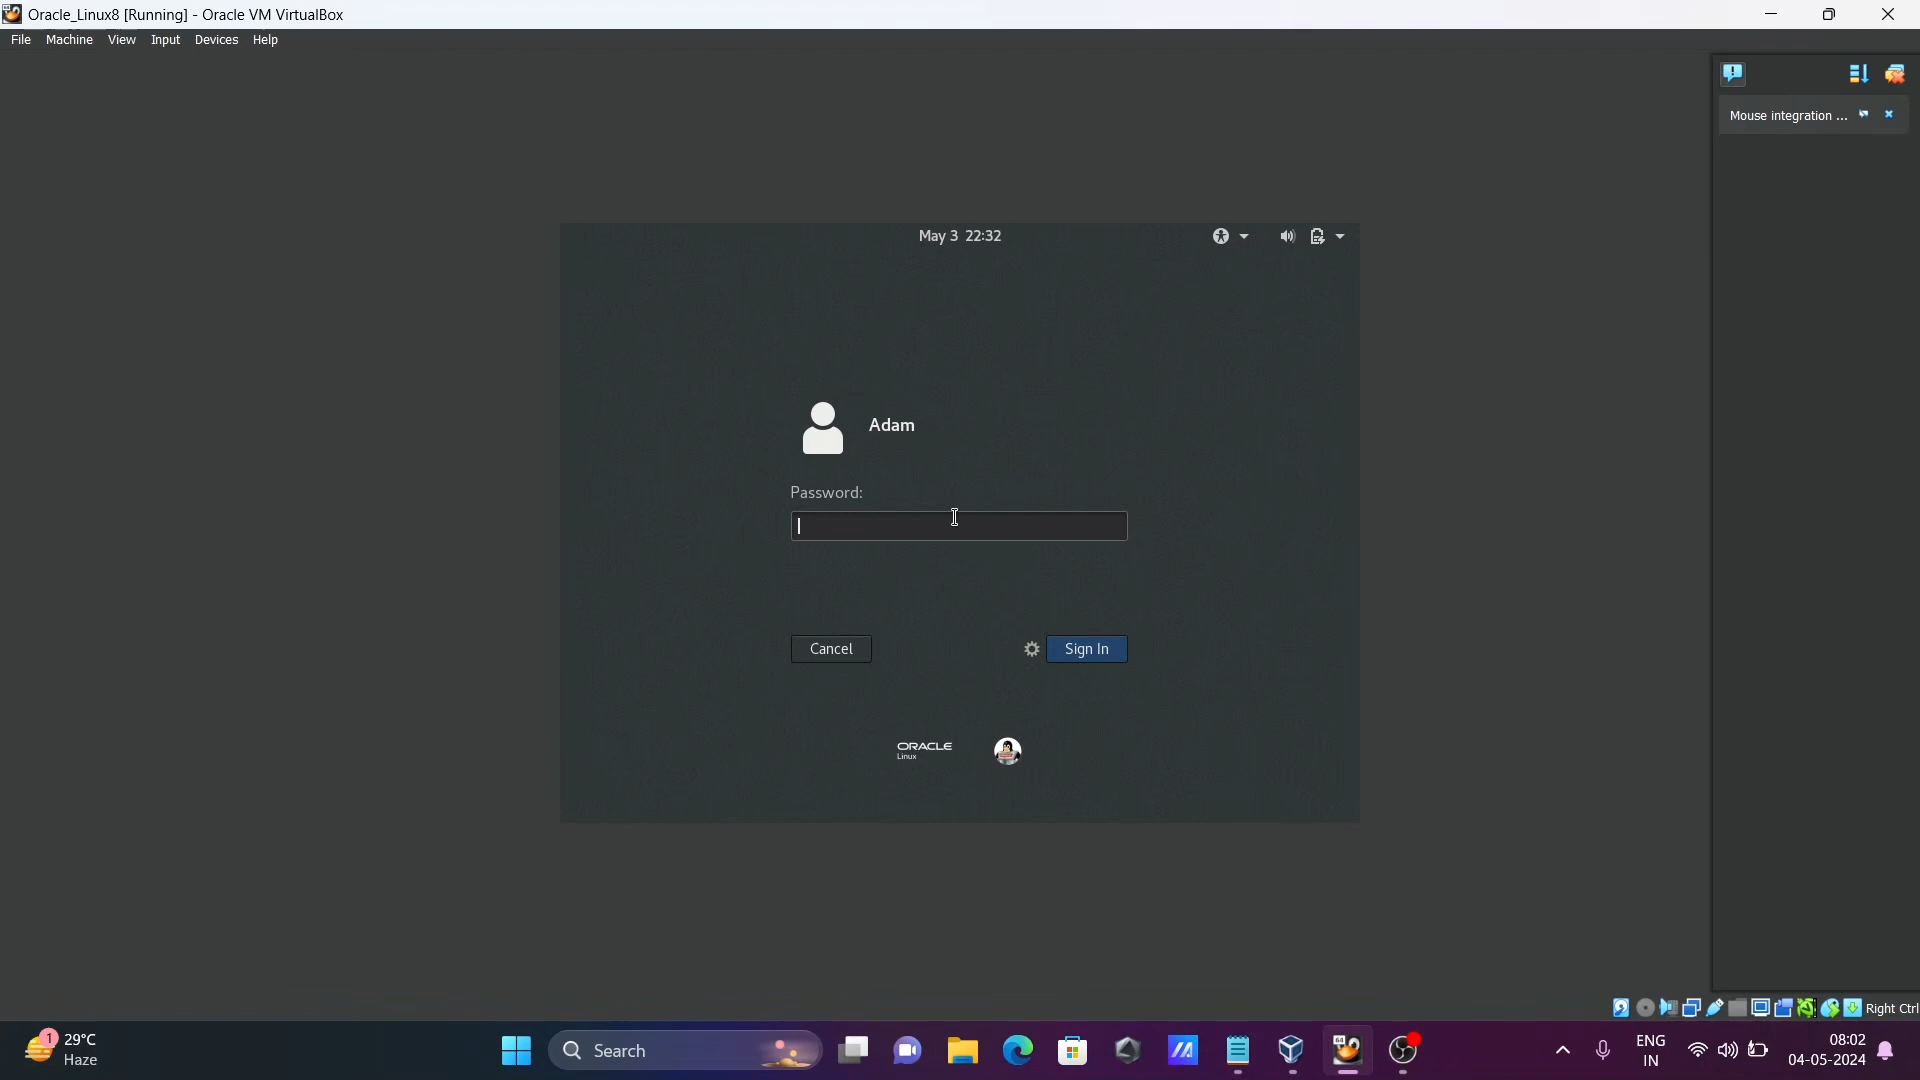 Oracle_Linux8 [Running] - Oracle VM VirtualBox
File Machine View Input Devices Help
Mouse integration ...
May 3 22:32
Adam
Password:
Cancel
Sign In
ORACLE
Linux
Right Ctrl
1
29°C
Haze
Search
ENG
IN
08:02
04-05-2024